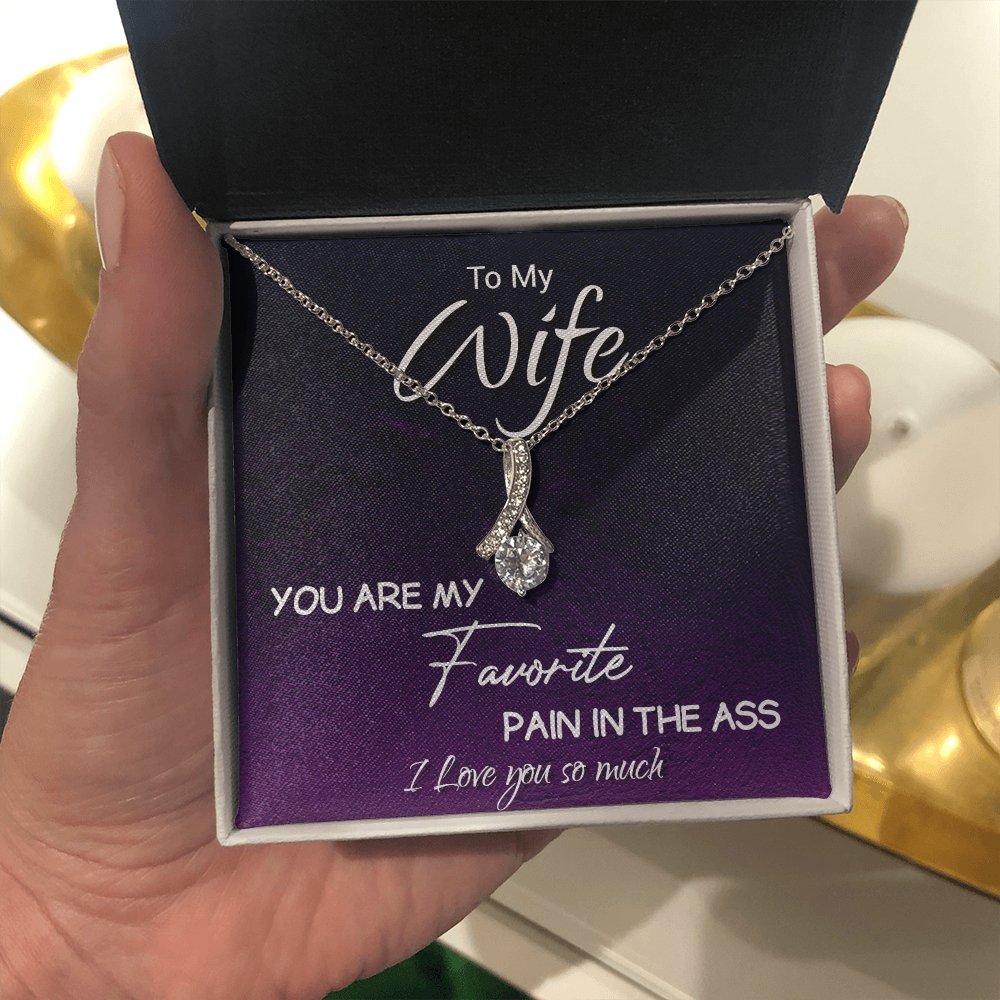 To My
Wife
YOU ARE MY
Favorite
PAIN IN THE ASS
I Love you so much